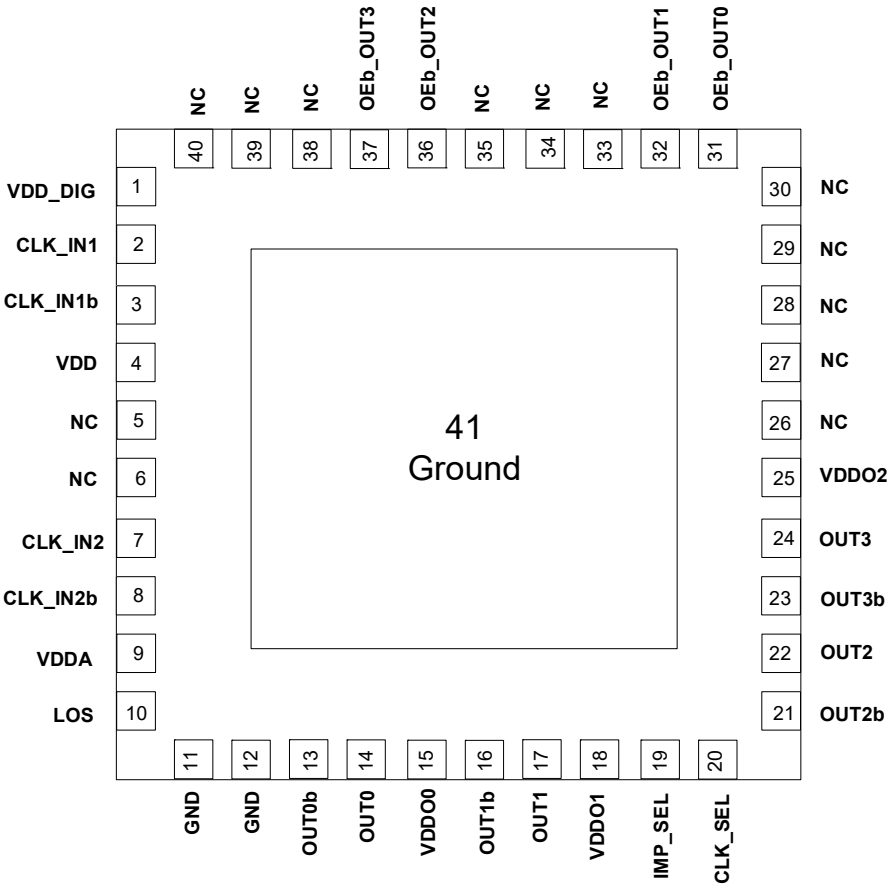 NC
NC
NC
OEb_OUT3
OEb_OUT2
NC
NC
NC
OEb_OUT1
OEb_OUT0
40
39
38
37
36
35
34
33
32
31
VDD_DIG 1
CLK_IN1 2
CLK_IN1b 3
VDD 4
NC 5
NC 6
CLK_IN2 7
CLK_IN2b 8
VDDA 9
LOS 10
41
Ground
30 NC
29 NC
28 NC
27 NC
26 NC
25 VDDO2
24 OUT3
23 OUT3b
22 OUT2
21 OUT2b
11
12
13
14
15
16
17
18
19
20
GND
GND
OUT0b
OUT0
VDDO0
OUT1b
OUT1
VDDO1
IMP_SEL
CLK_SEL